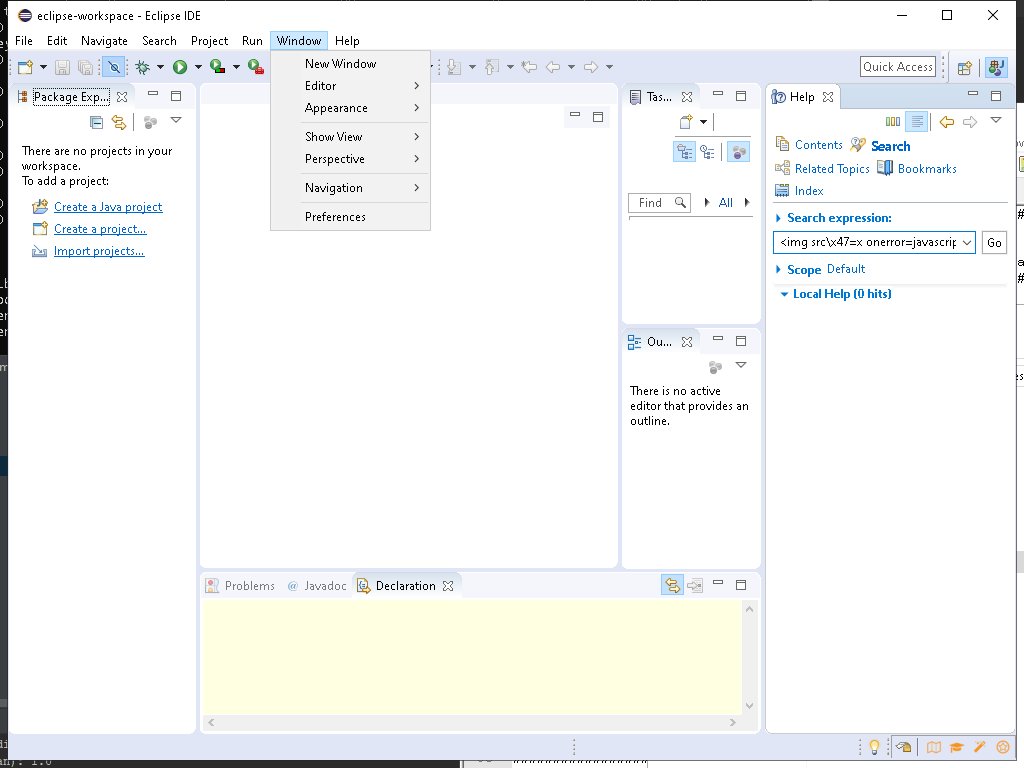 eclipse-workspace - Eclipse IDE
File Edit Navigate Search Project Run Window Help
Quick Access
New Window
Editor
Appearance
Show View
Perspective
Navigation
Preferences
Package Exp...
There are no projects in your
workspace.
To add a project:
Create a Java project
Create a project...
Import projects...
Tas...
Find
All
Ou...
There is no active
editor that provides an
outline.
Help
Contents Search
Related Topics Bookmarks
Index
Search expression:
<img src\x47=x onerror=javascrip
Go
Scope Default
Local Help (0 hits)
Problems @ Javadoc Declaration